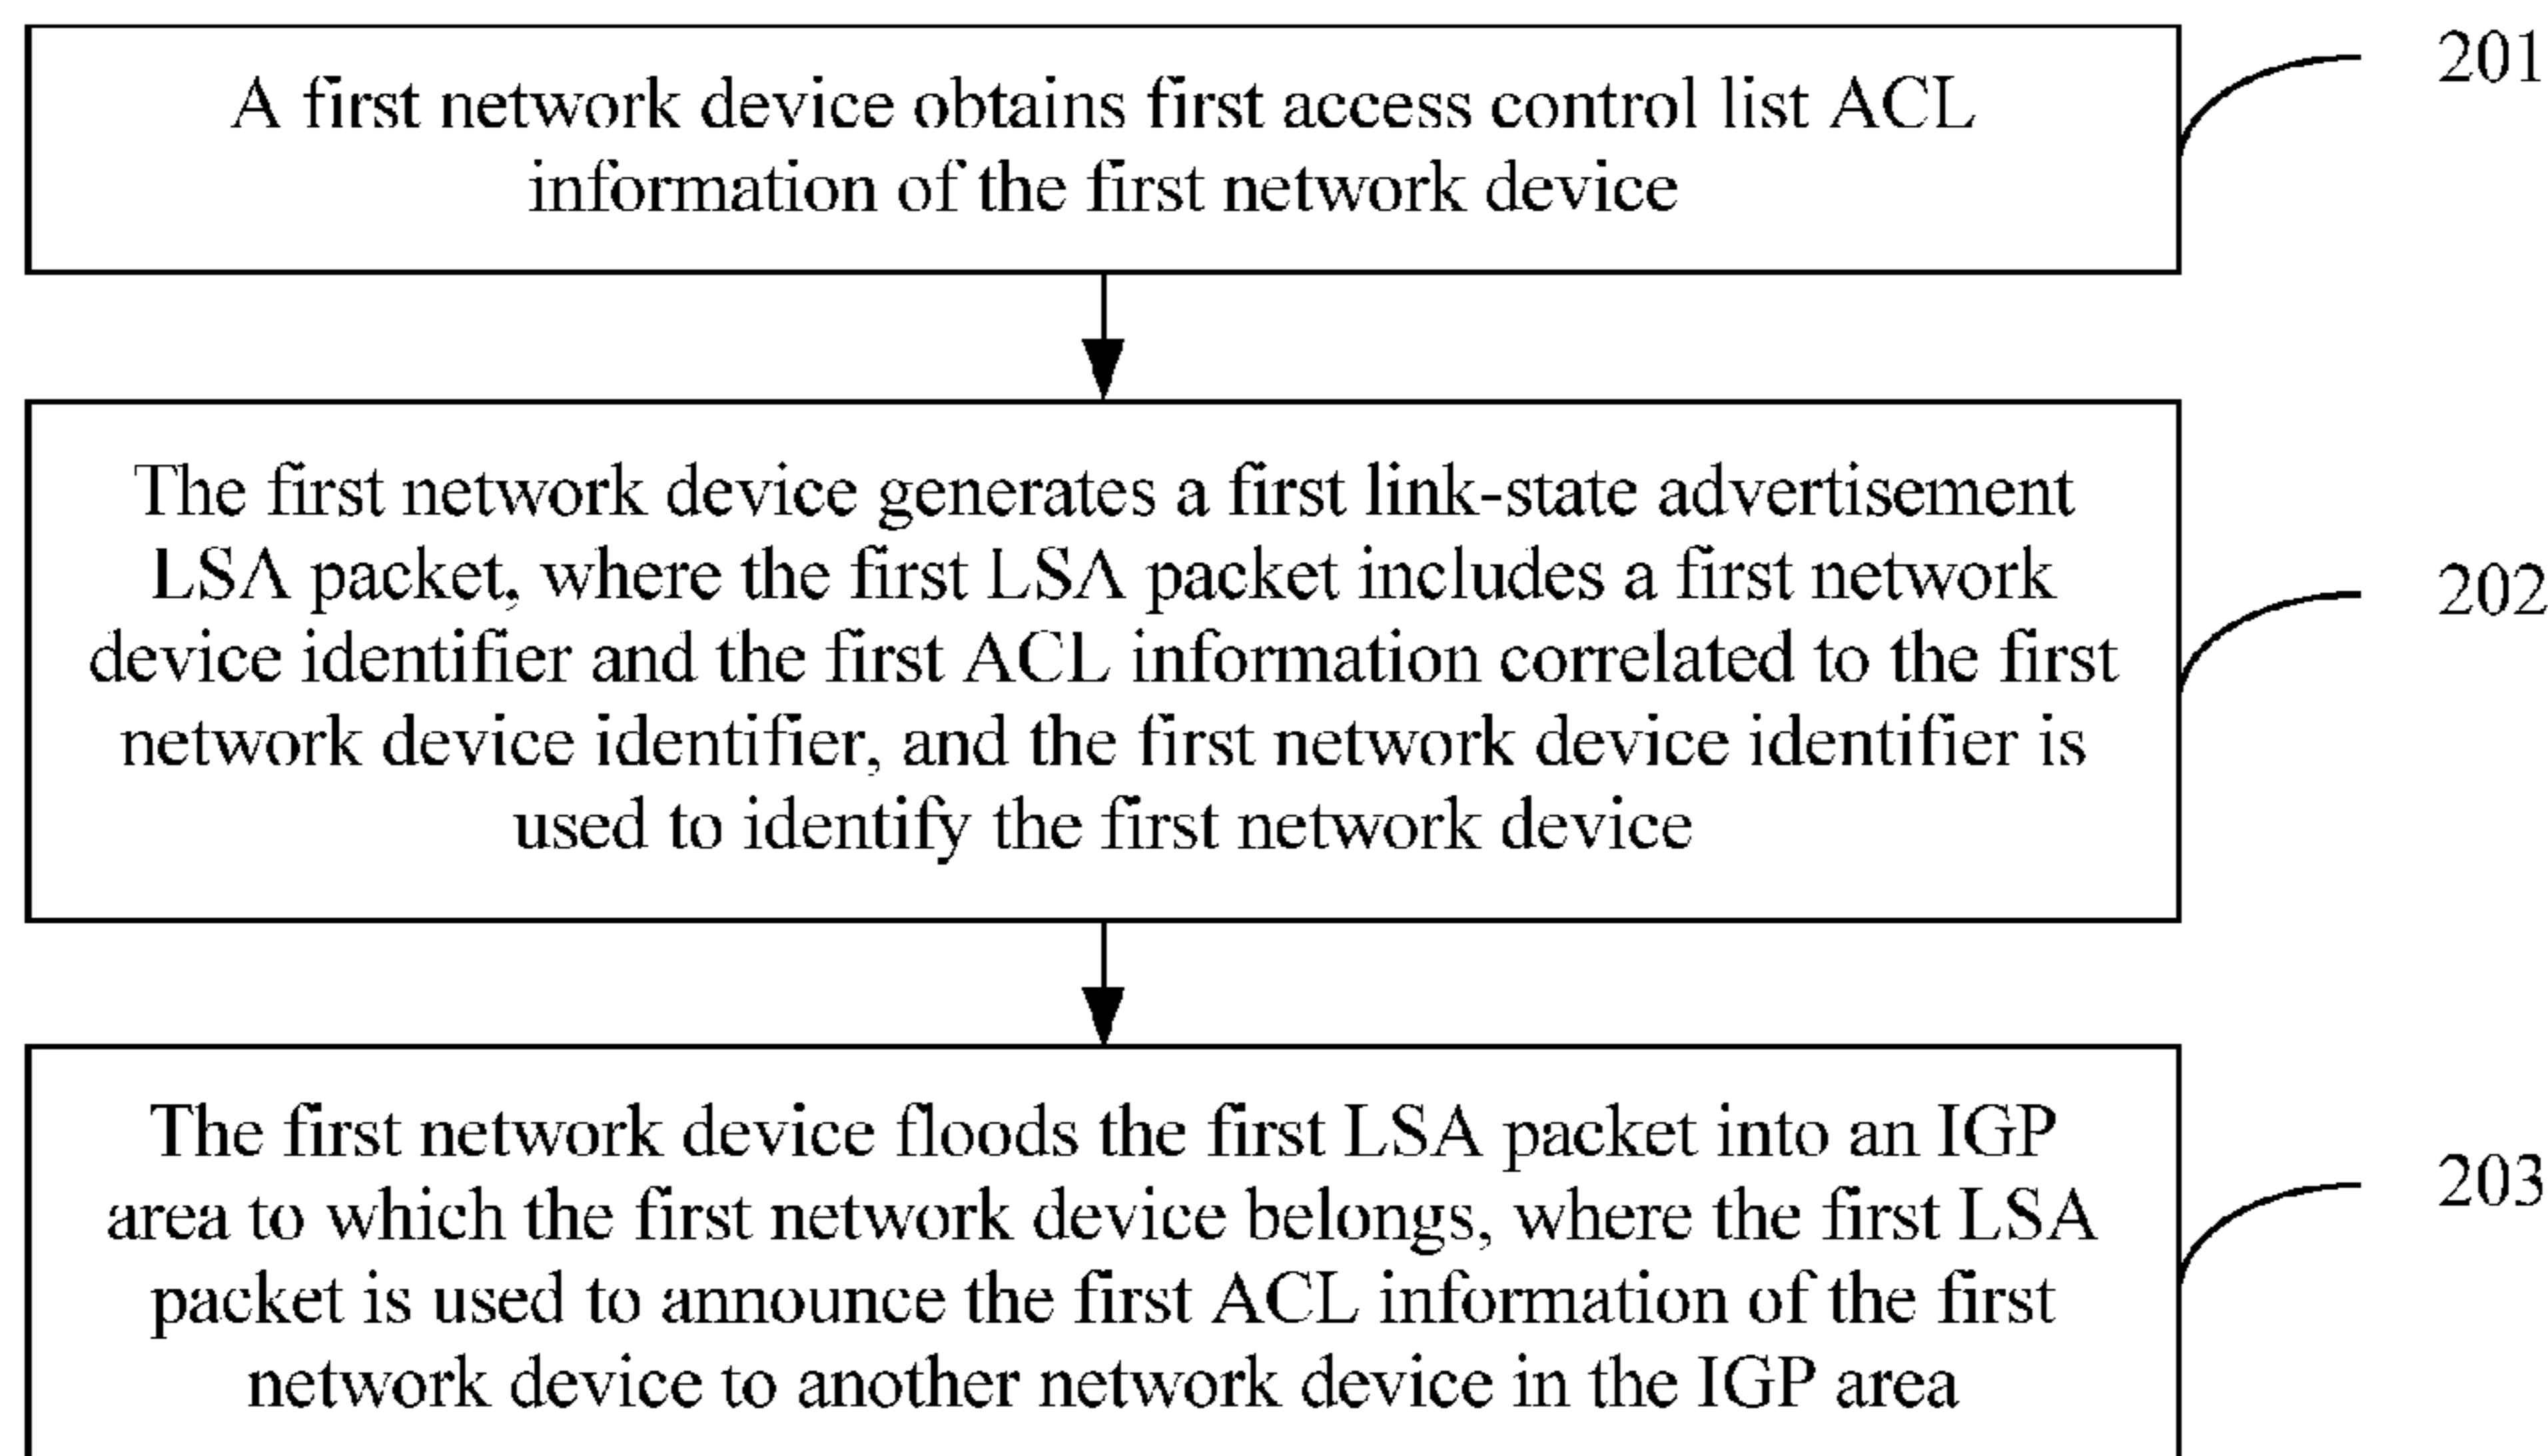 A first network device obtains first access control list ACL
information of the first network device
201
The first network device generates a first link-state advertisement
LSA packet, where the first LSA packet includes a first network
device identifier and the first ACL information correlated to the first
network device identifier, and the first network device identifier is
used to identify the first network device
202
The first network device floods the first LSA packet into an IGP
area to which the first network device belongs, where the first LSA
packet is used to announce the first ACL information of the first
network device to another network device in the IGP area
203